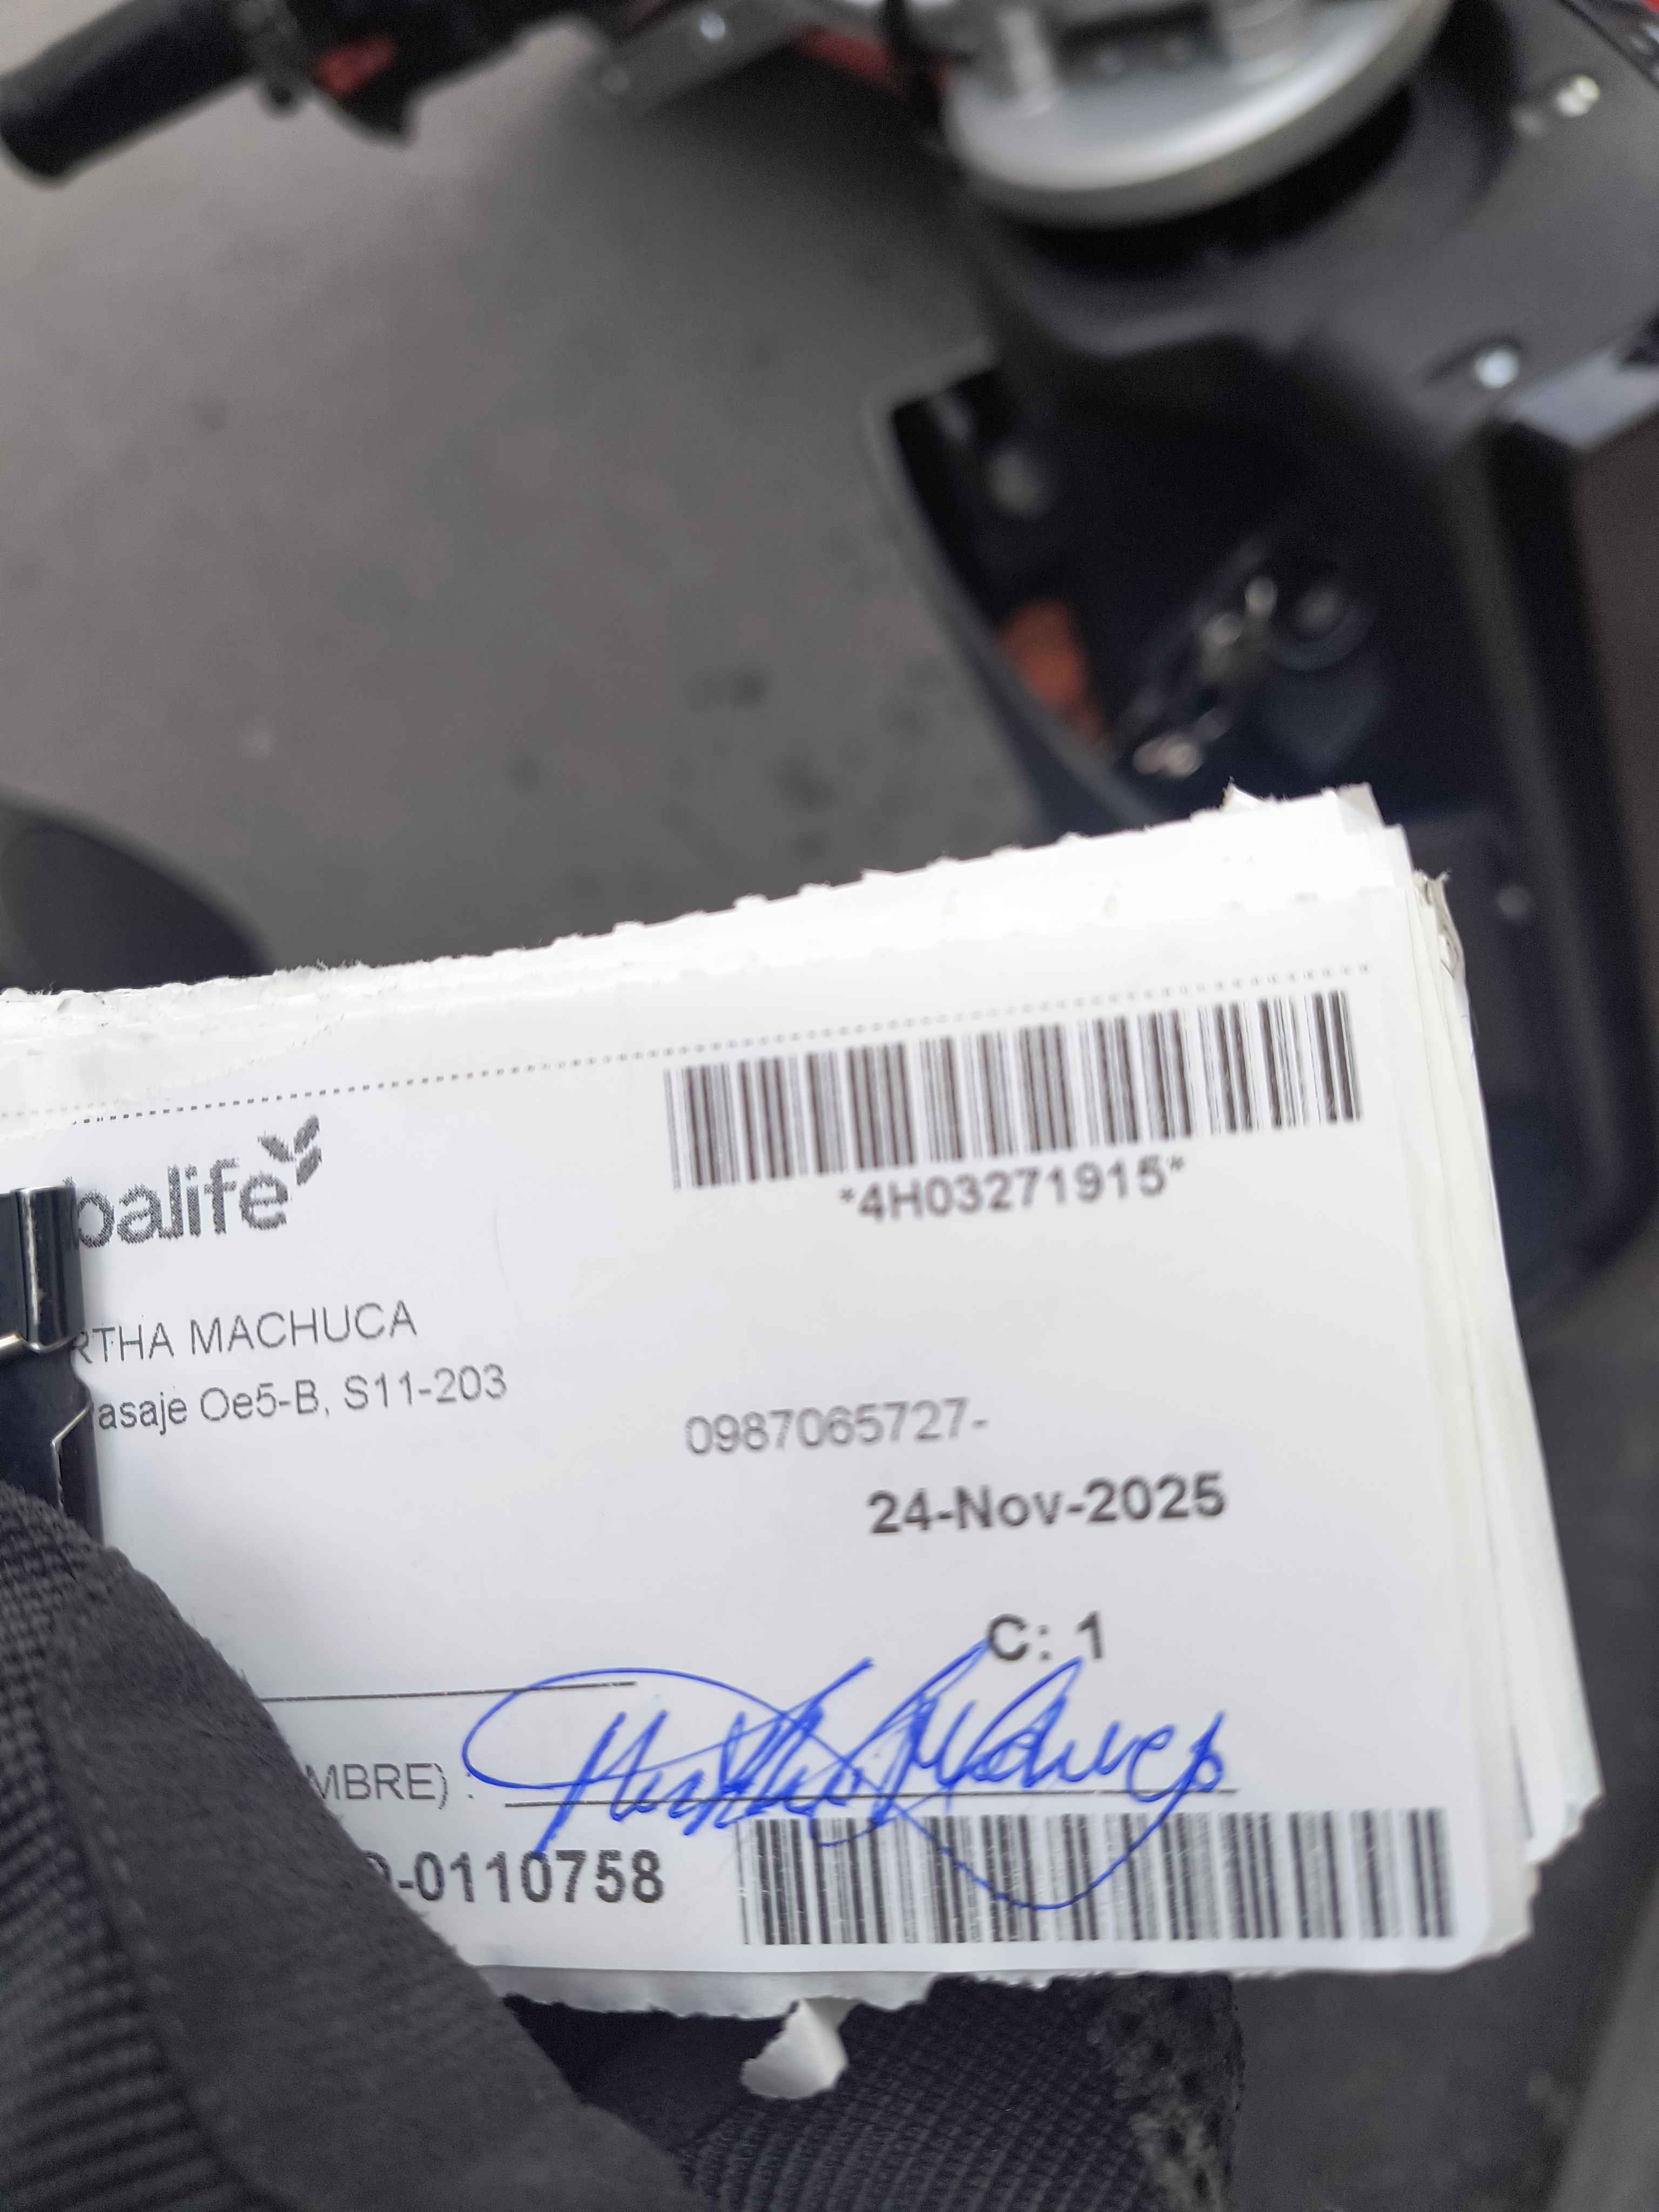 balife
*4H03271915*
RTHA MACHUCA
asaje Oe5-B, S11-203
0987065727-
24-Nov-2025
C: 1
MBRE) :
-0110758